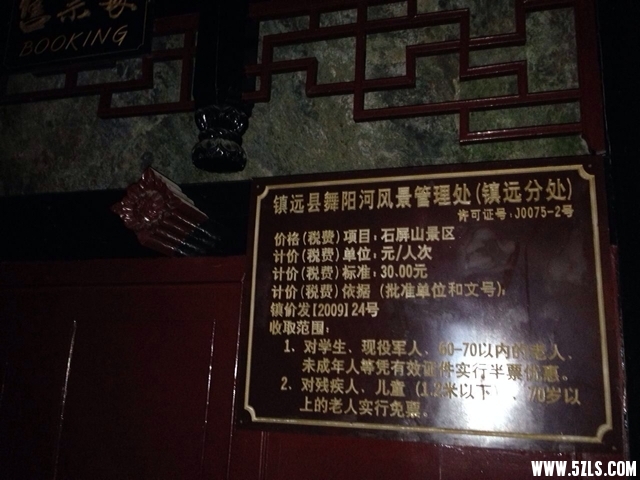 售票处
BOOKING
镇远县舞阳河风景管理处(镇远分处)
许可证号:J0075-2号
价格(税费)项目:石屏山景区
计价(税费)单位:元/人次
计价(税费)标准:30.00元
计价(税费)依据(批准单位和文号):
镇价发[2009]24号
收取范围:
1、对学生、现役军人、60-70以内的老人、
未成年人等凭有效证件实行半票优惠。
2、对残疾人、儿童(1.2米以下)、70岁以
上的老人实行免票。
WWW.5ZLS.COM